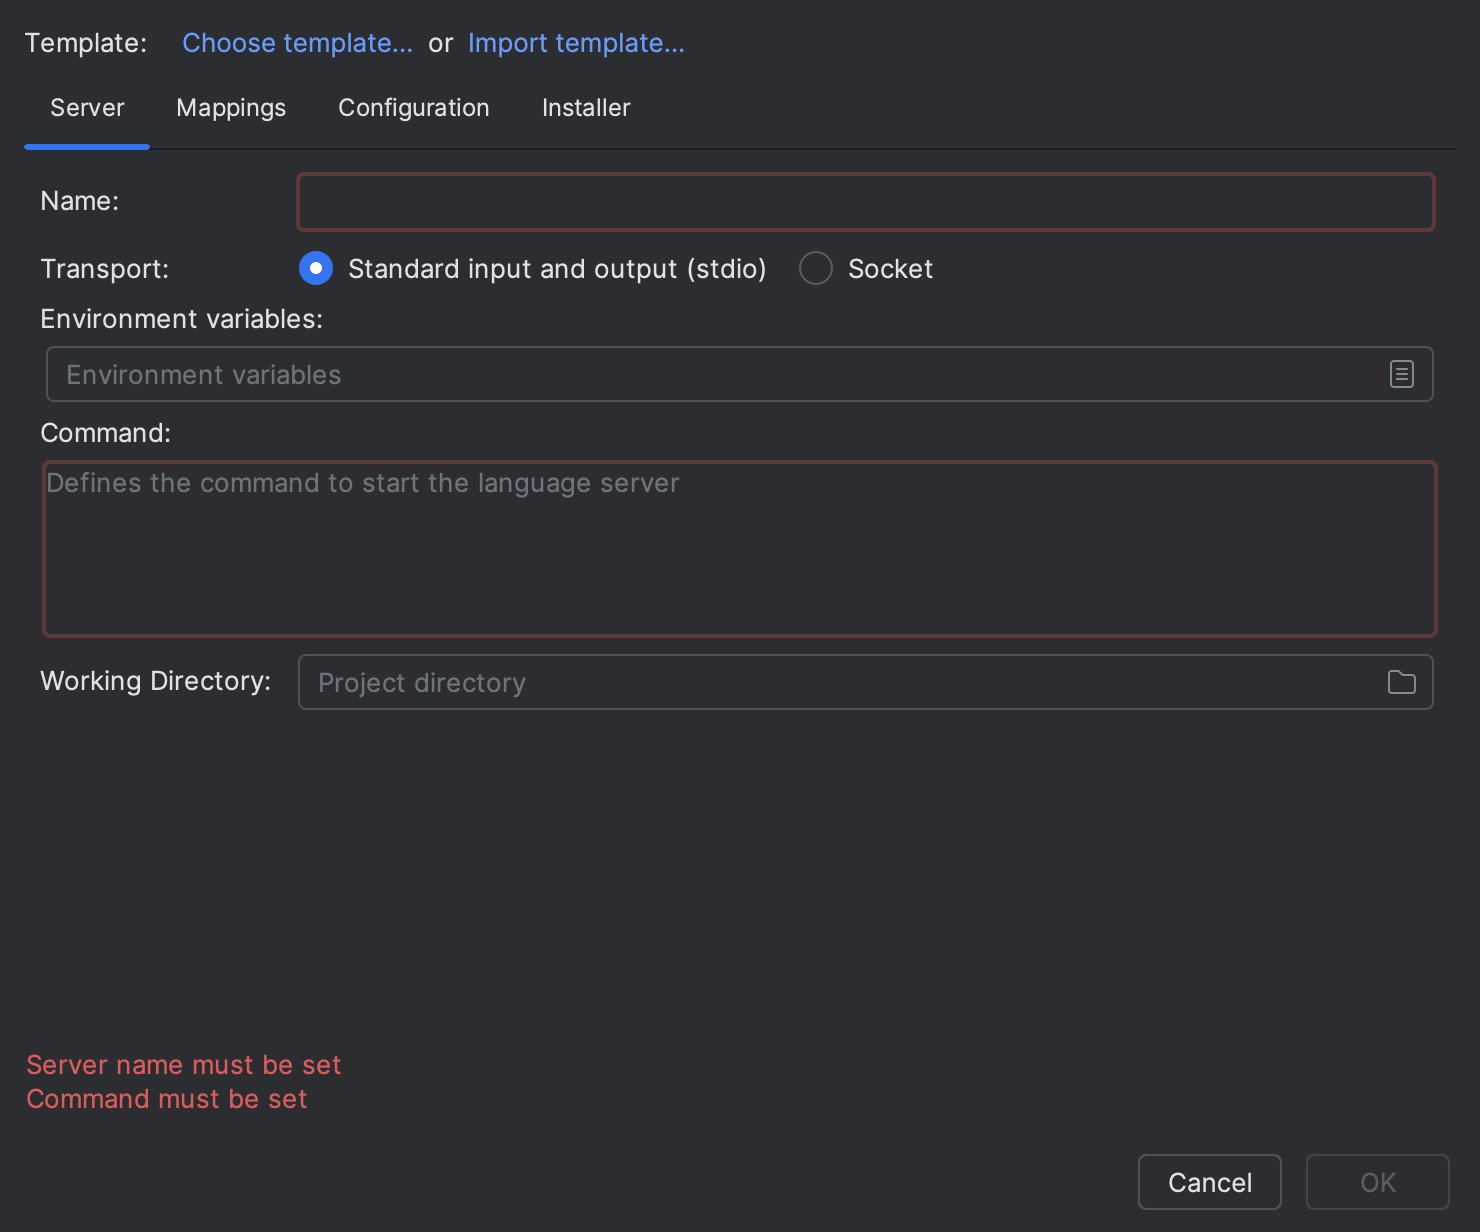 Template: Choose template... or Import template...
Server Mappings Configuration Installer
Name:
Transport: Standard input and output (stdio) Socket
Environment variables:
Environment variables
Command:
Defines the command to start the language server
Working Directory: Project directory
Server name must be set
Command must be set
Cancel OK